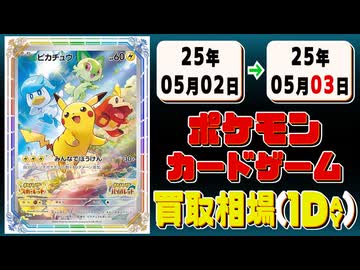 ピカチュウ
HP60
みんなでぼうけん
25年
05月02日
25年
05月03日
ポケモン
カードゲーム
買取相場(1D